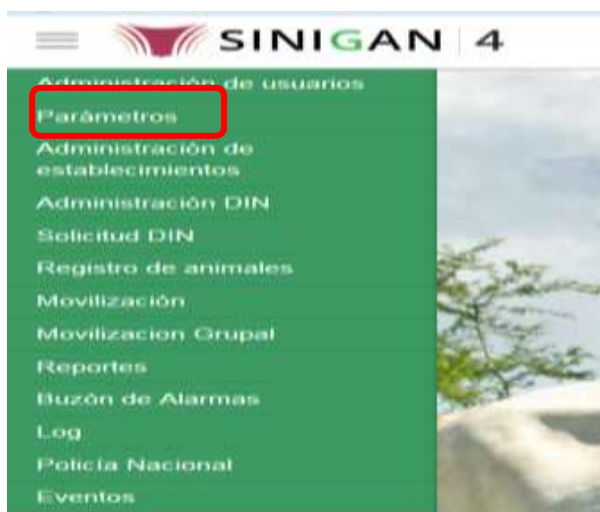 SINIGAN 4
Administración de usuarios
Parámetros
Administración de
establecimientos
Administración DIN
Solicitud DIN
Registro de animales
Movilización
Movilizacion Grupal
Reportes
Buzón de Alarmas
Log
Policía Nacional
Eventos